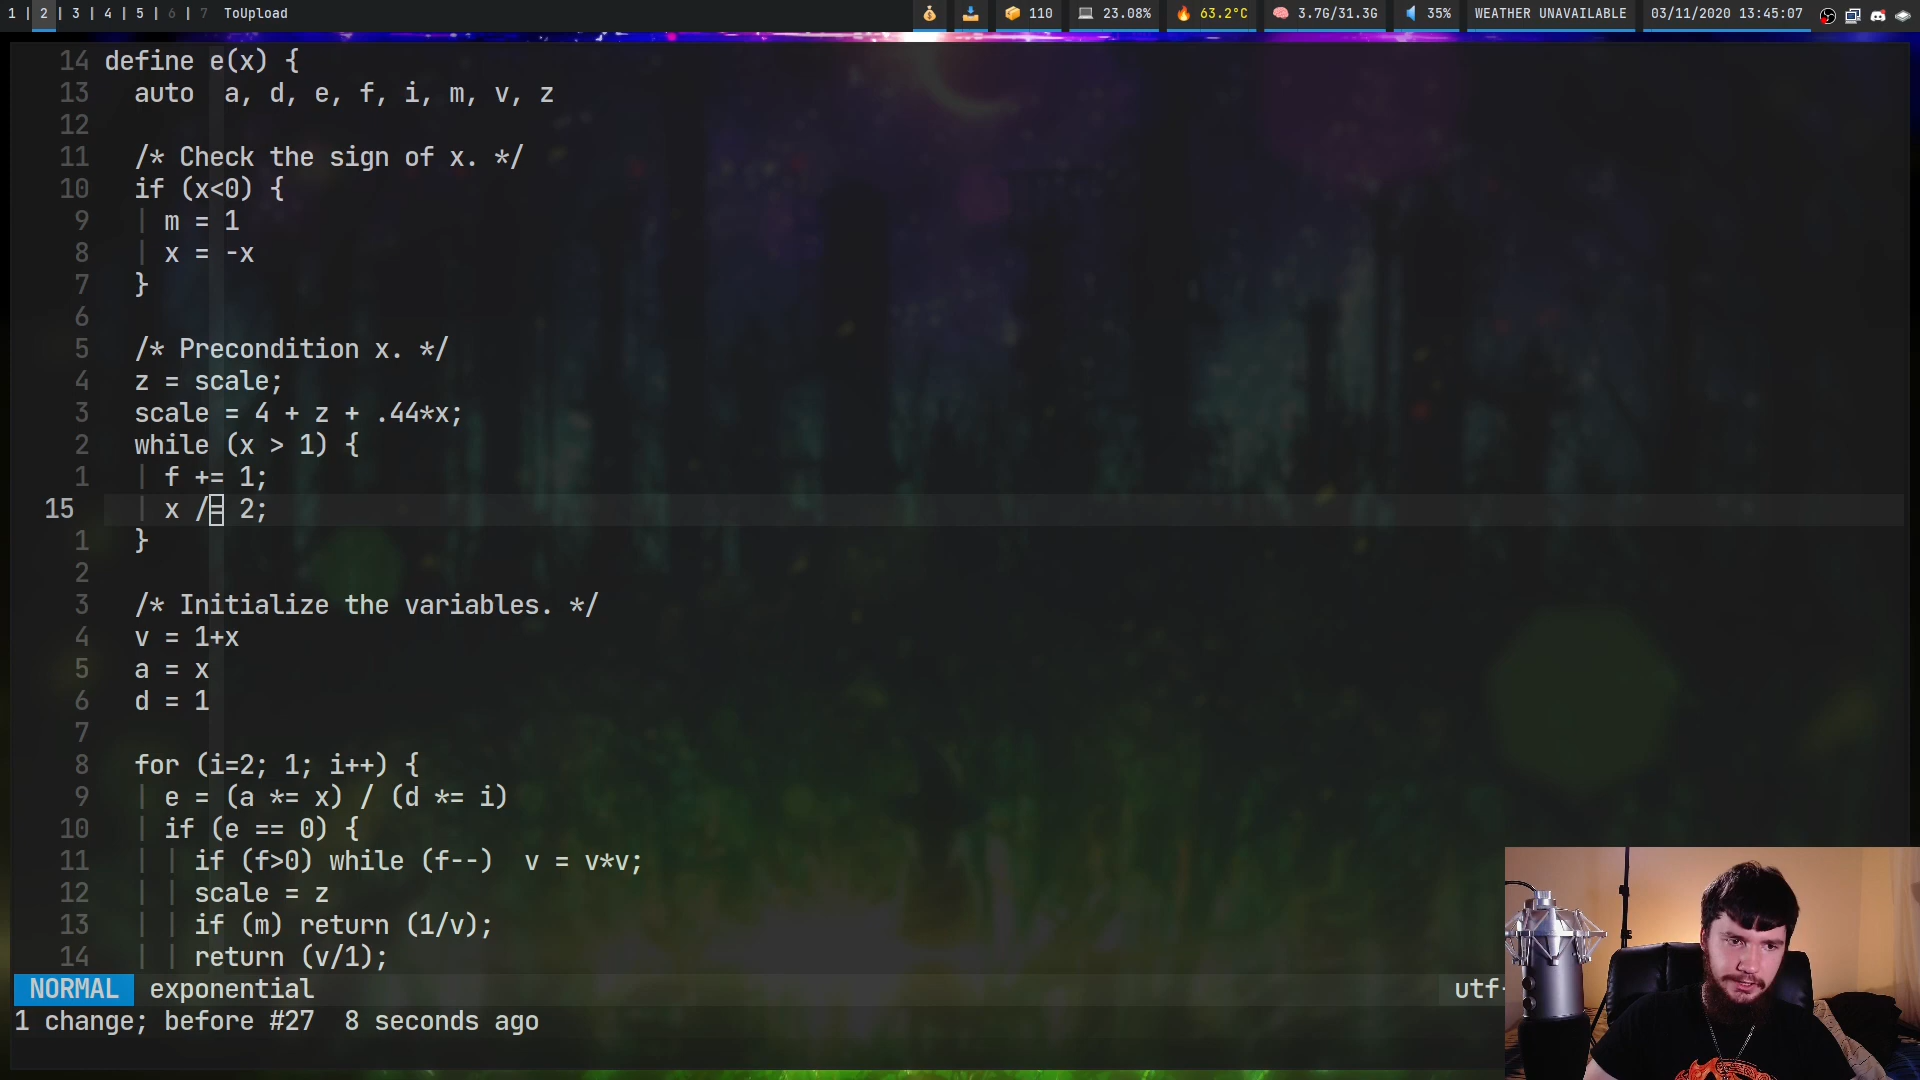 1 | 2 | 3 | 4 | 5 | 6 | 7 ToUpload 110 23.08% 63.2°C 3.7G/31.3G 35% WEATHER UNAVAILABLE 03/11/2020 13:45:07
14 define e(x) {
13 auto a, d, e, f, i, m, v, z
12
11 /* Check the sign of x. */
10 if (x<0) {
9 | m = 1
8 | x = -x
7 }
6
5 /* Precondition x. */
4 z = scale;
3 scale = 4 + z + .44*x;
2 while (x > 1) {
1 | f += 1;
15 | x /= 2;
1 }
2
3 /* Initialize the variables. */
4 v = 1+x
5 a = x
6 d = 1
7
8 for (i=2; 1; i++) {
9 | e = (a *= x) / (d *= i)
10 | if (e == 0) {
11 | | if (f>0) while (f--) v = v*v;
12 | | scale = z
13 | | if (m) return (1/v);
14 | | return (v/1);
NORMAL exponential utf-
1 change; before #27 8 seconds ago